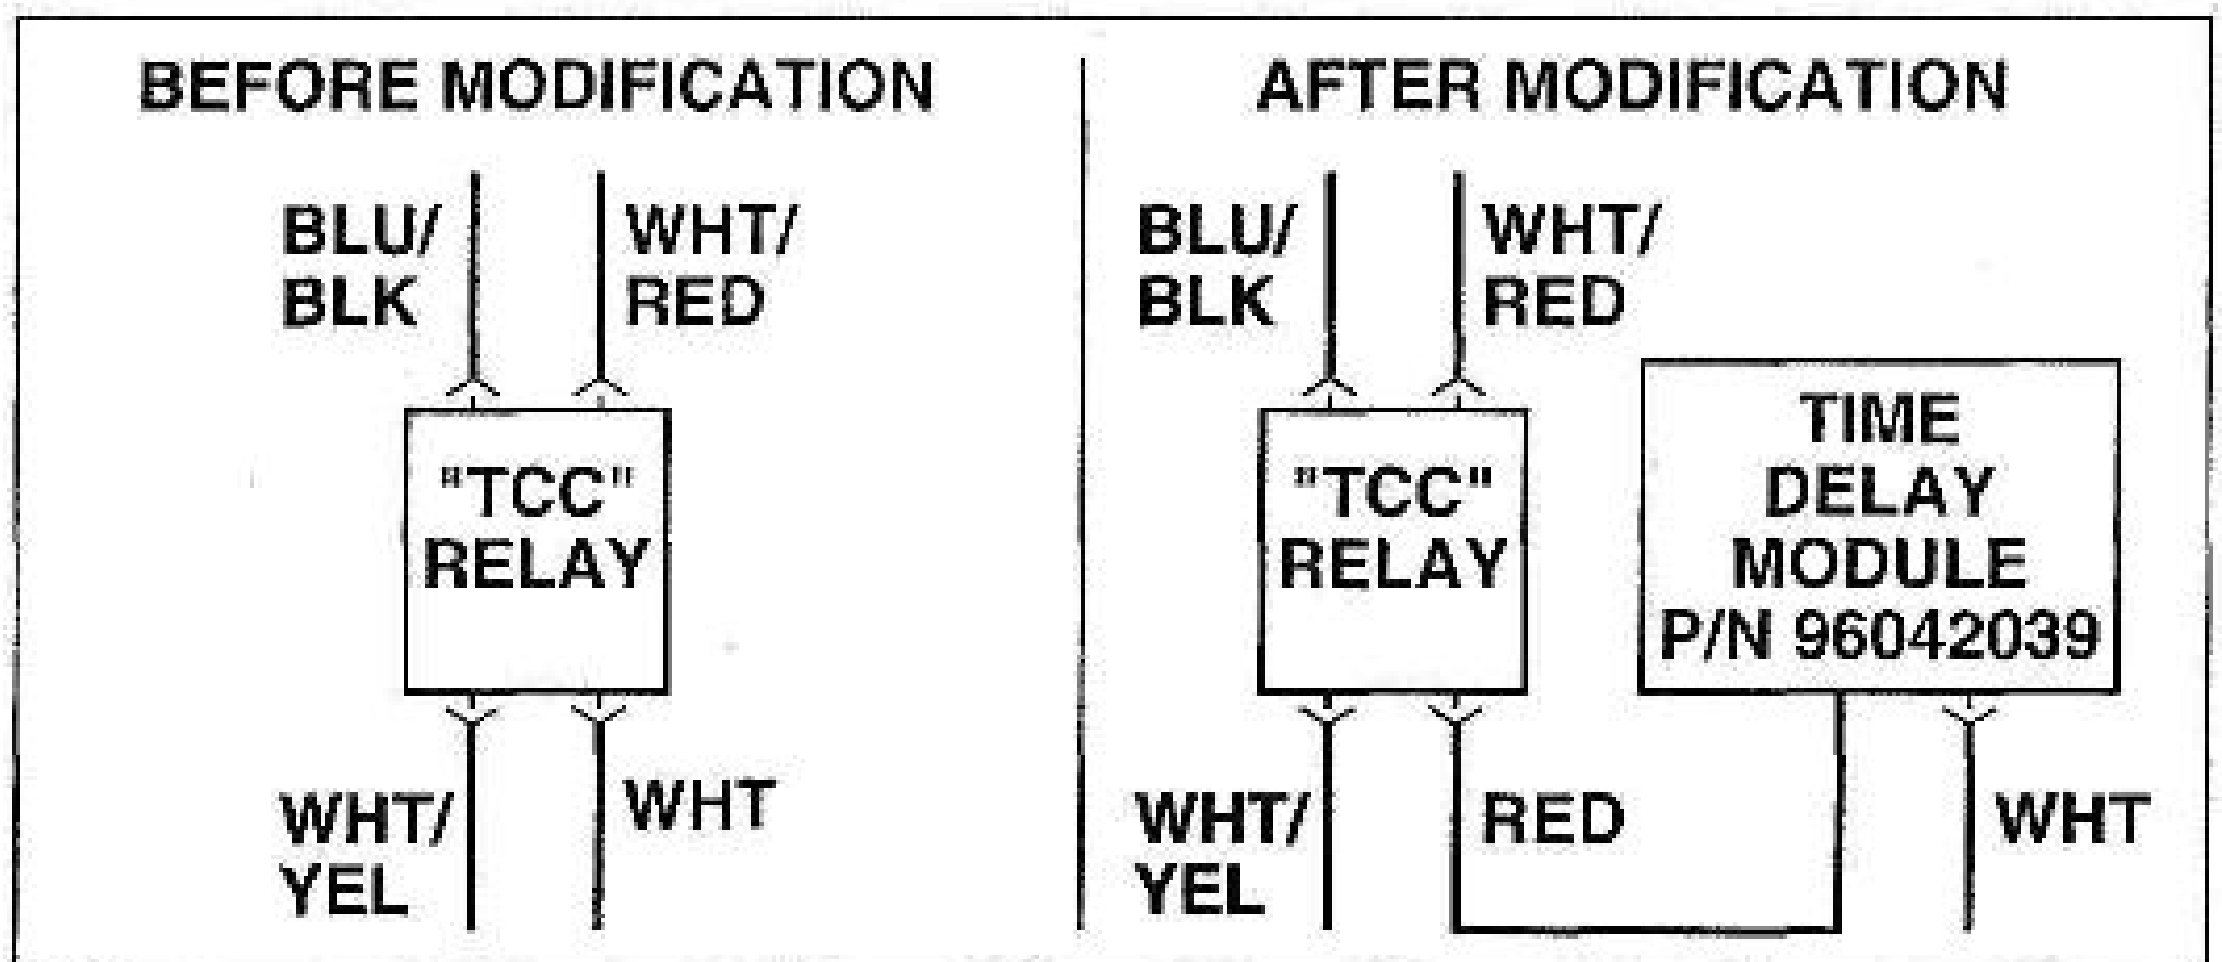 BEFORE MODIFICATION
BLU/
BLK
WHT/
RED
"TCC"
RELAY
WHT/
YEL
WHT
AFTER MODIFICATION
BLU/
BLK
WHT/
RED
"TCC"
RELAY
TIME
DELAY
MODULE
P/N 96042039
WHT/
YEL
RED
WHT